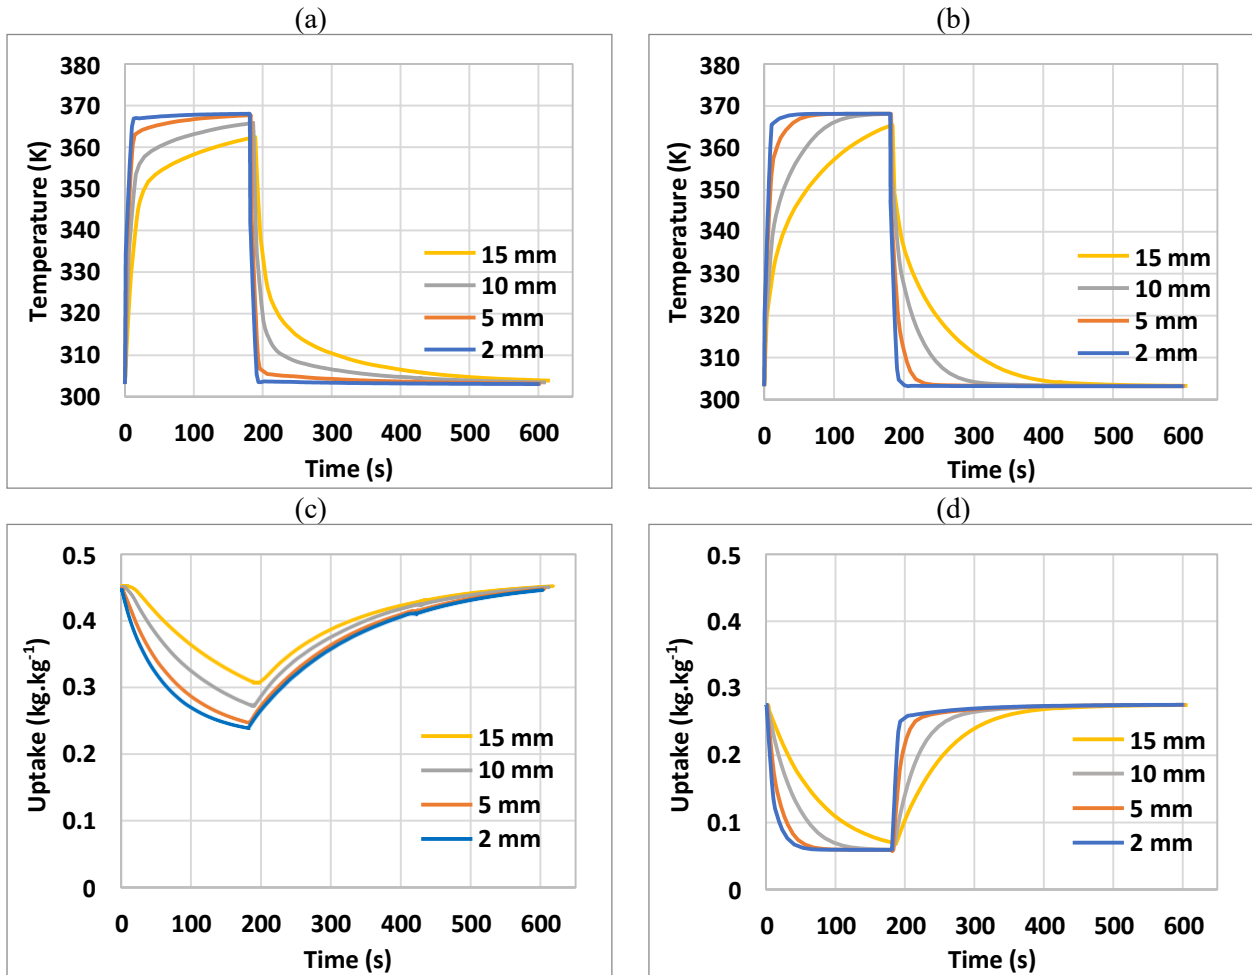 (a)
380
370
360
350
340
330
320
310
300
Temperature (K)
15 mm
10 mm
5 mm
2 mm
0 100 200 300 400 500 600
Time (s)
(b)
380
370
360
350
340
330
320
310
300
Temperature (K)
15 mm
10 mm
5 mm
2 mm
0 100 200 300 400 500 600
Time (s)
(c)
0.5
0.4
0.3
0.2
0.1
0
Uptake (kg.kg⁻¹)
15 mm
10 mm
5 mm
2 mm
0 100 200 300 400 500 600
Time (s)
(d)
0.5
0.4
0.3
0.2
0.1
0
Uptake (kg.kg⁻¹)
15 mm
10 mm
5 mm
2 mm
0 100 200 300 400 500 600
Time (s)